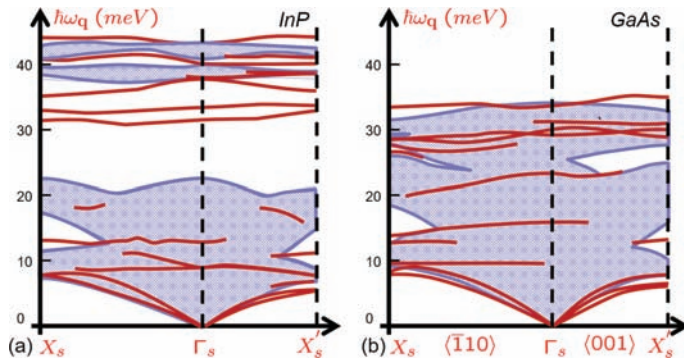 ħω_q (meV) InP
40
30
20
10
0
(a) X_s Γ_s X'_s
ħω_q (meV) GaAs
40
30
20
10
0
(b) X_s ⟨1̅10⟩ Γ_s ⟨001⟩ X'_s